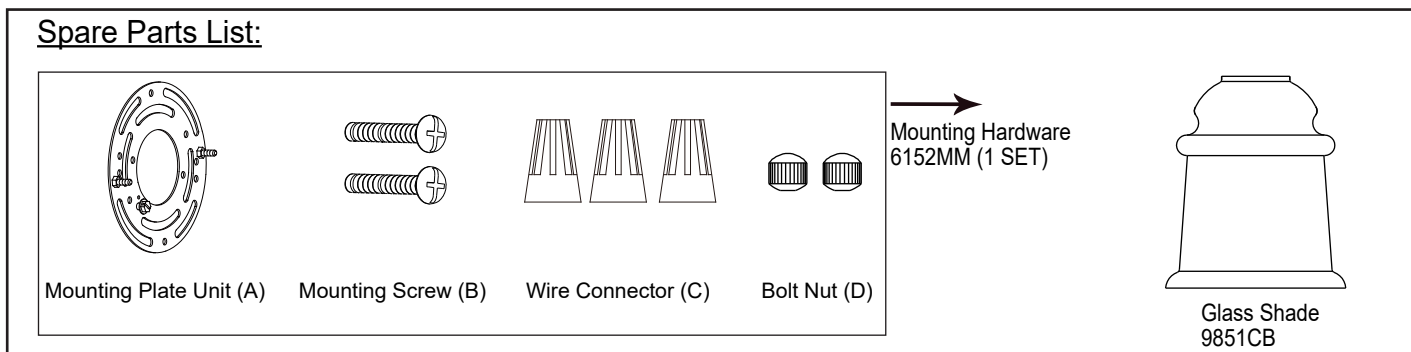 Spare Parts List:
Mounting Plate Unit (A)
Mounting Screw (B)
Wire Connector (C)
Bolt Nut (D)
Mounting Hardware
6152MM (1 SET)
Glass Shade
9851CB